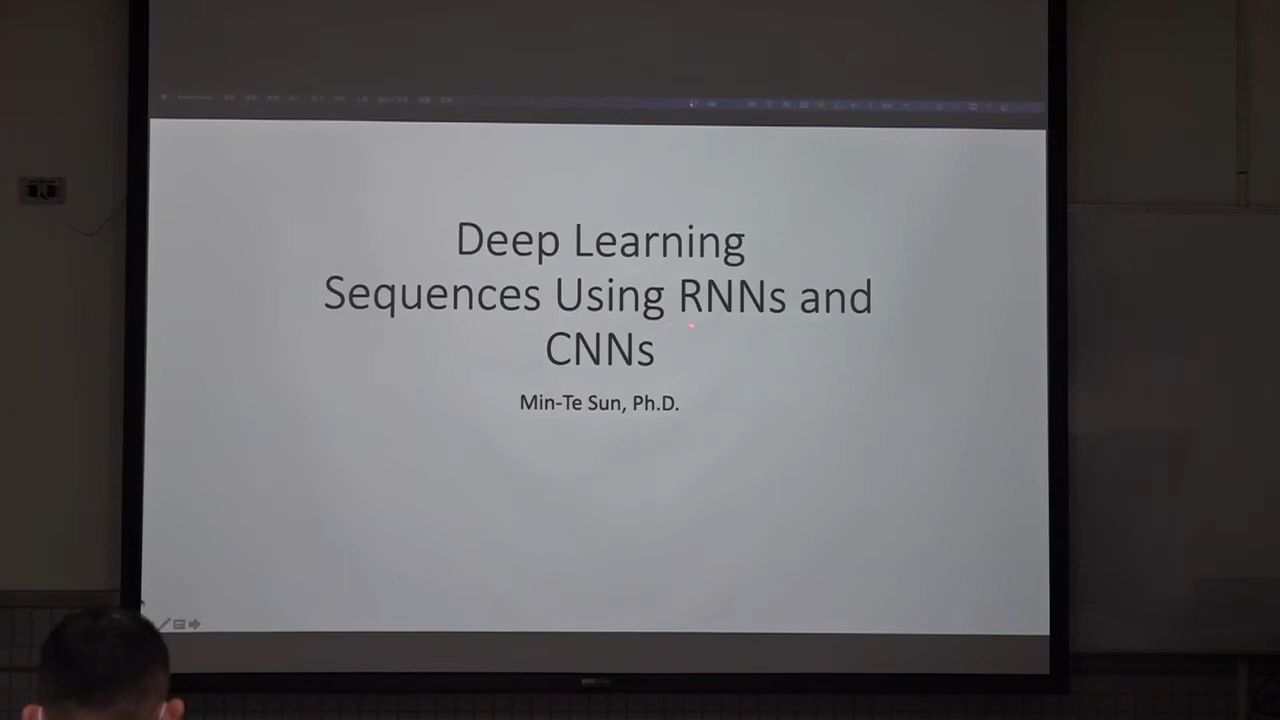 Deep Learning
Sequences Using RNNs and
CNNs
Min-Te Sun, Ph.D.